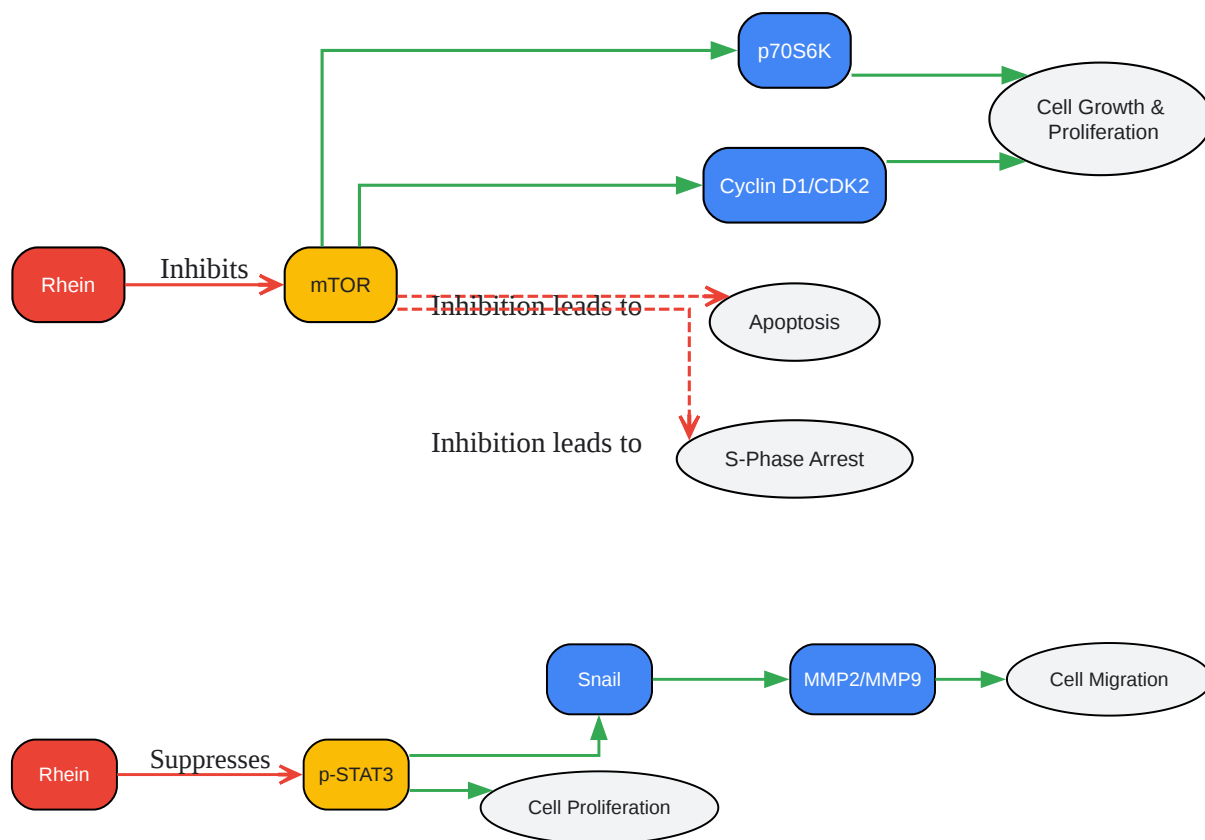 p70S6K
Cell Growth &
Proliferation
Cyclin D1/CDK2
Rhein
Inhibits
mTOR
Inhibition leads to
Apoptosis
Inhibition leads to
S-Phase Arrest
Snail
MMP2/MMP9
Cell Migration
Rhein
Suppresses
p-STAT3
Cell Proliferation